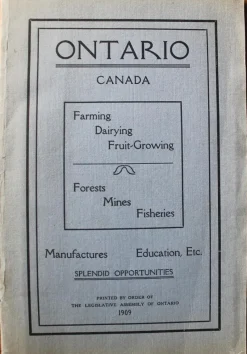 ONTARIO
CANADA
Farming
Dairying
Fruit-Growing
Forests
Mines
Fisheries
Manufactures Education, Etc.
SPLENDID OPPORTUNITIES
PRINTED BY ORDER OF
THE LEGISLATIVE ASSEMBLY OF ONTARIO
1909